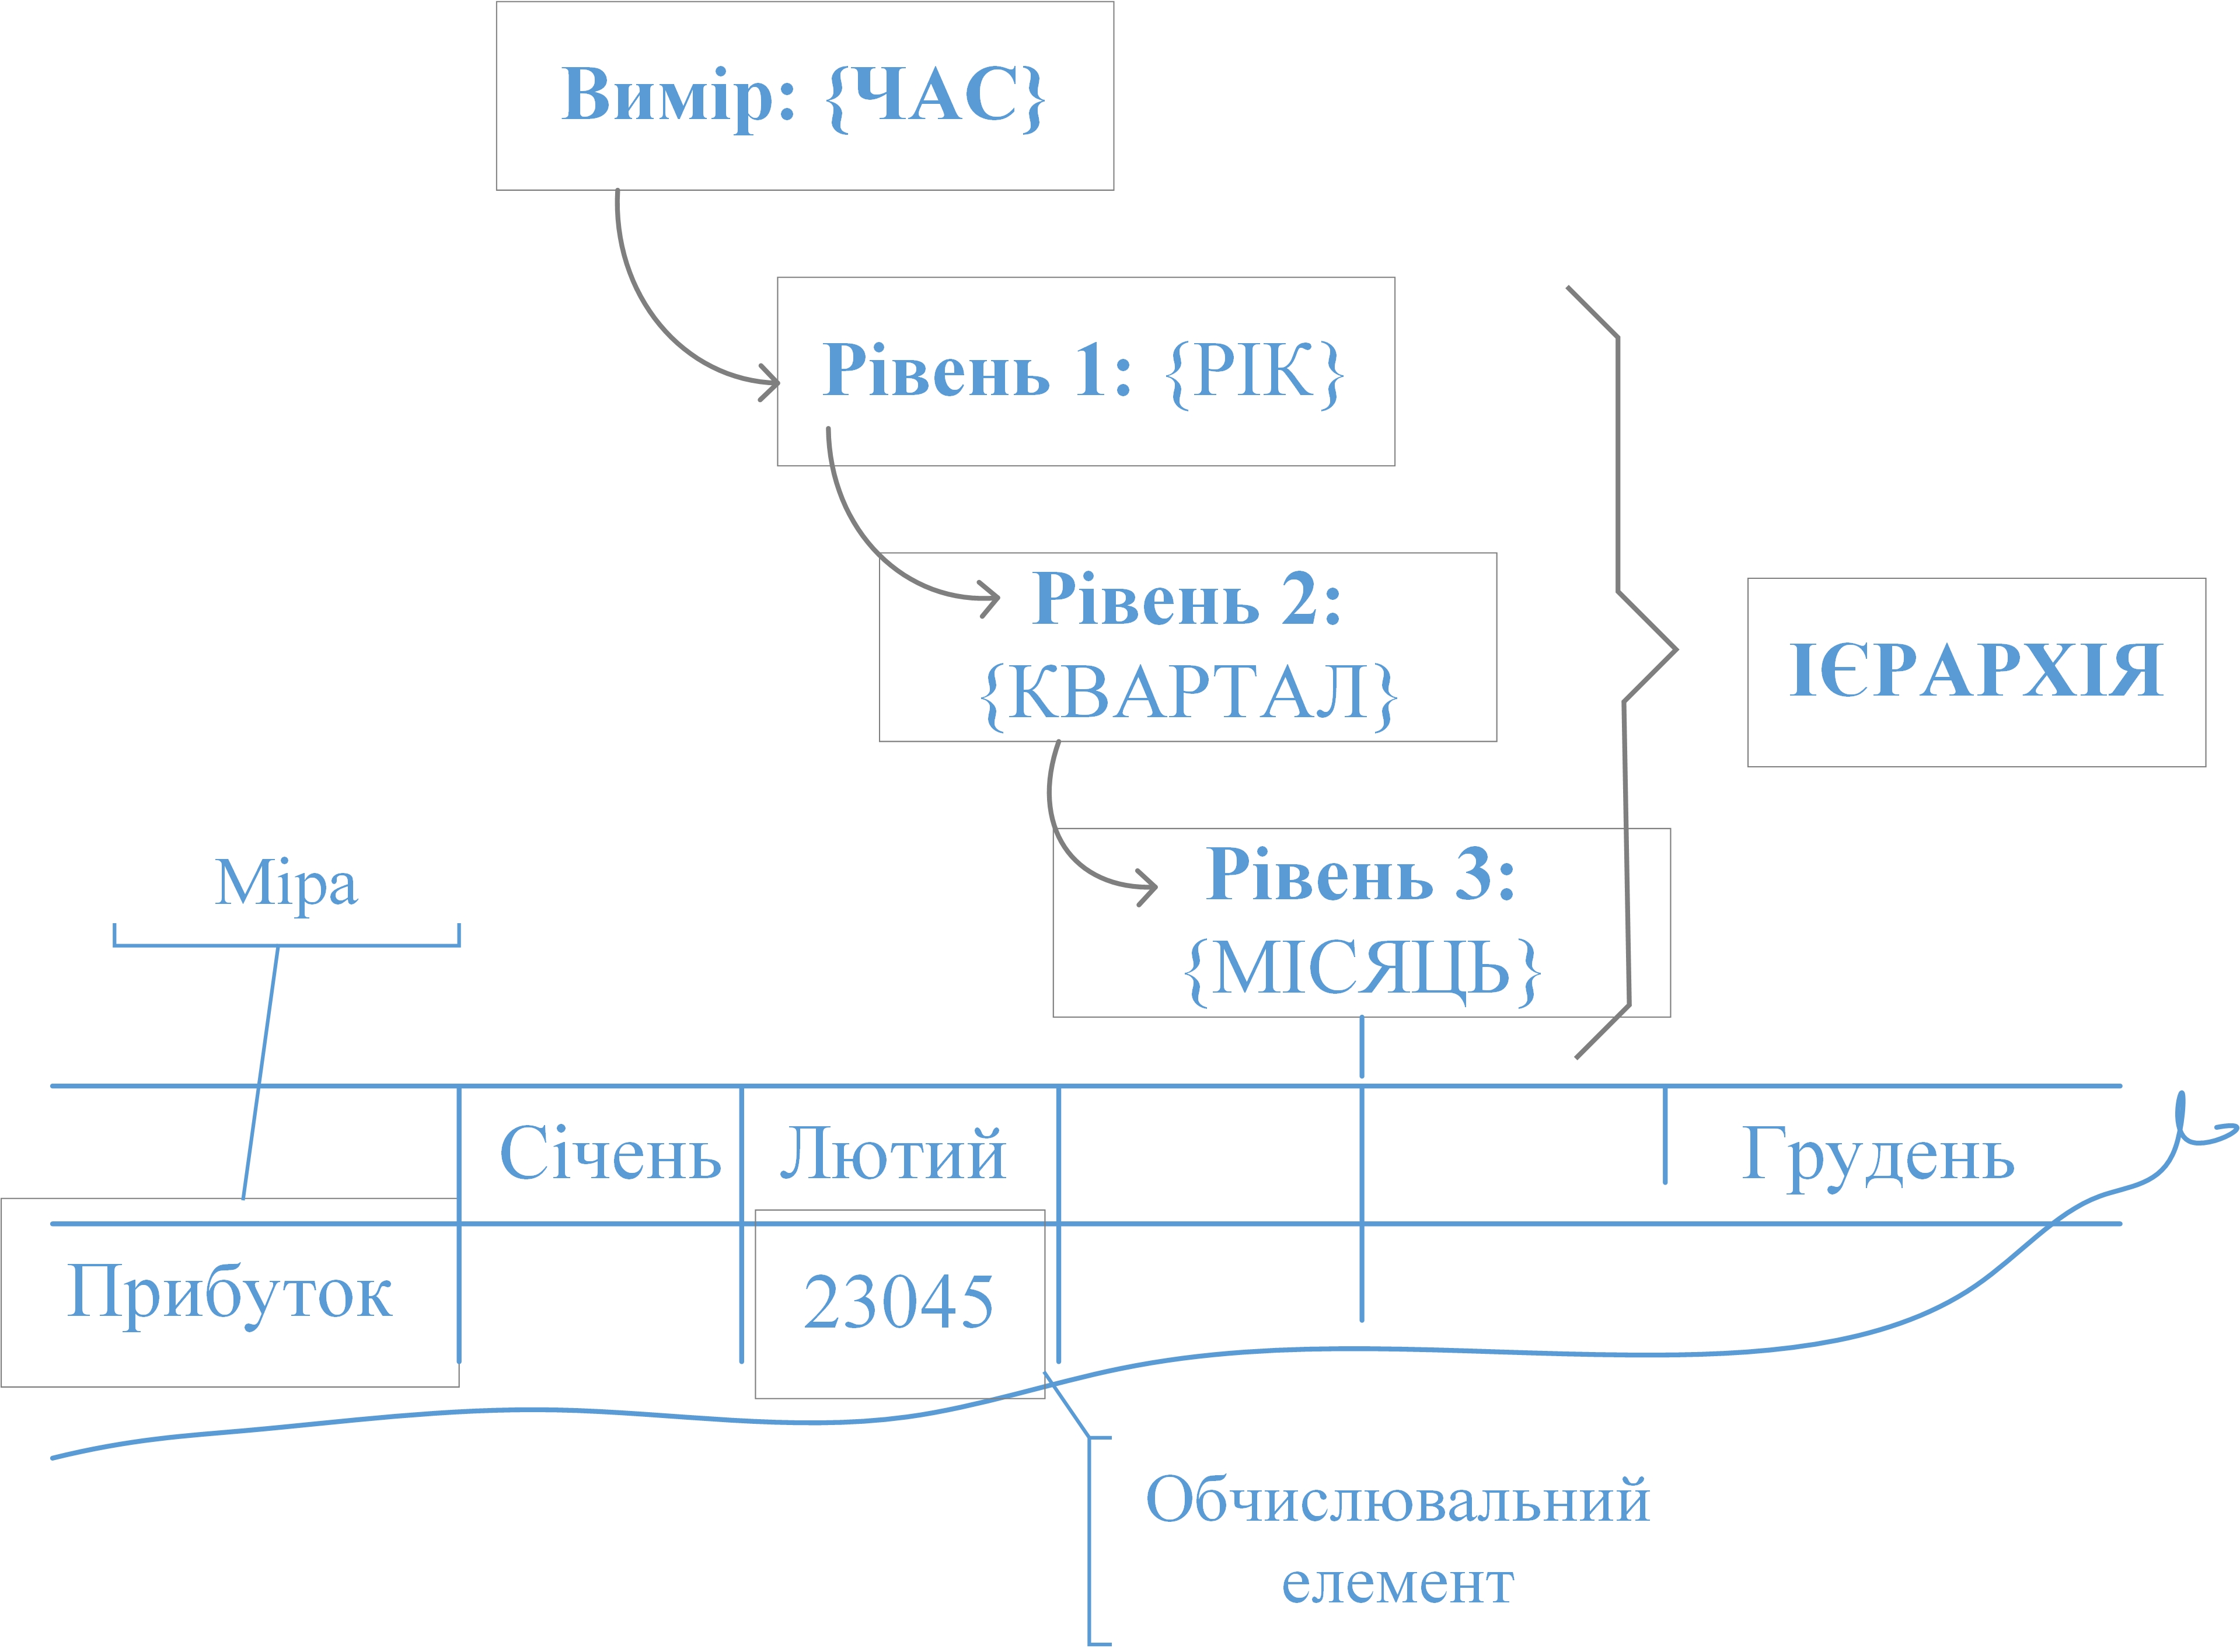 Вимір: {ЧАС}
Рівень 1: {РІК}
Рівень 2:
{КВАРТАЛ}
ІЄРАРХІЯ
Рівень 3:
{МІСЯЦЬ}
Міра
Січень Лютий Грудень
Прибуток 23045
Обчислювальний
елемент